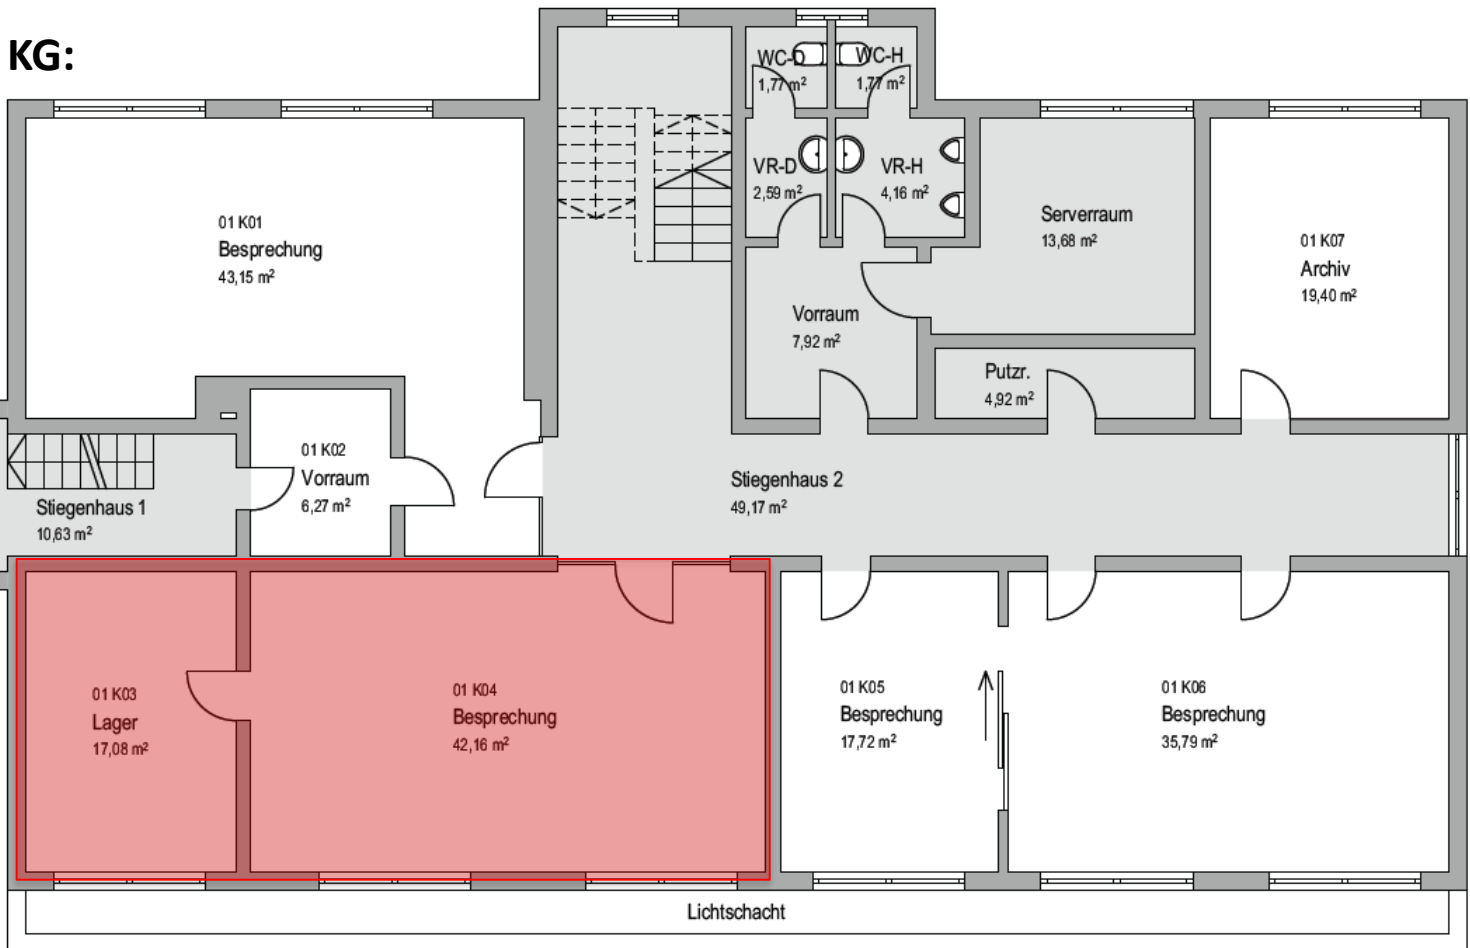 KG:
WC-D
1,77 m²
WC-H
1,77 m²
VR-D
2,59 m²
VR-H
4,16 m²
01 K01
Besprechung
43,15 m²
Serverraum
13,68 m²
01 K07
Archiv
19,40 m²
Vorraum
7,92 m²
Putzr.
4,92 m²
01 K02
Vorraum
6,27 m²
Stiegenhaus 1
10,63 m²
Stiegenhaus 2
49,17 m²
01 K03
Lager
17,08 m²
01 K04
Besprechung
42,16 m²
01 K05
Besprechung
17,72 m²
01 K06
Besprechung
35,79 m²
Lichtschacht